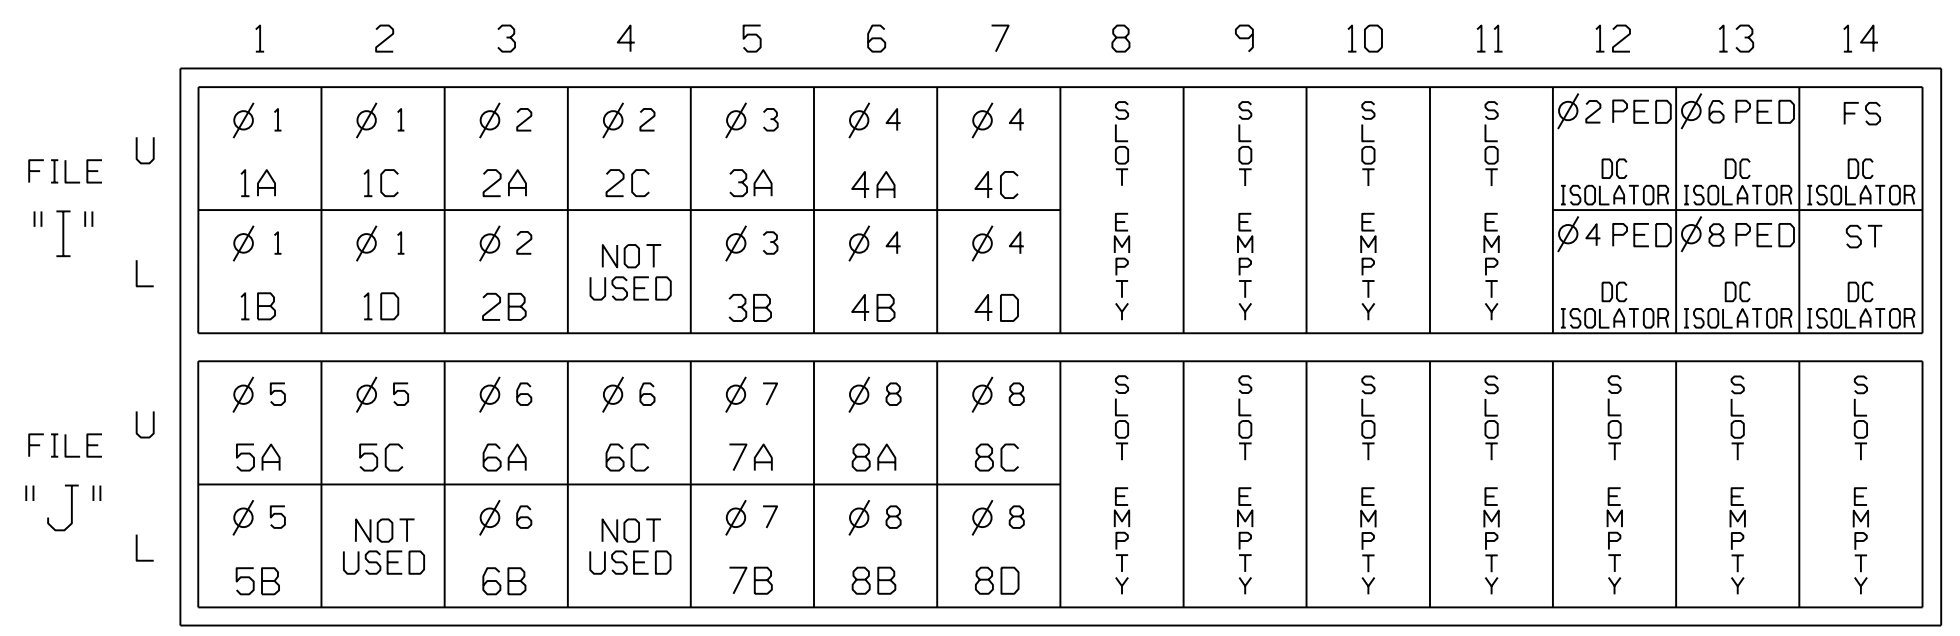 1 2 3 4 5 6 7 8 9 10 11 12 13 14
FILE "I"
U
Ø 1 Ø 1 Ø 2 Ø 2 Ø 3 Ø 4 Ø 4
1A 1C 2A 2C 3A 4A 4C
SLOT EMPTY
SLOT EMPTY
SLOT EMPTY
SLOT EMPTY
Ø2 PED Ø6 PED FS
DC DC DC
ISOLATOR ISOLATOR ISOLATOR
L
Ø 1 Ø 1 Ø 2 NOT USED Ø 3 Ø 4 Ø 4
1B 1D 2B 3B 4B 4D
Ø4 PED Ø8 PED ST
DC DC DC
ISOLATOR ISOLATOR ISOLATOR
FILE "J"
U
Ø 5 Ø 5 Ø 6 Ø 6 Ø 7 Ø 8 Ø 8
5A 5C 6A 6C 7A 8A 8C
SLOT EMPTY
SLOT EMPTY
SLOT EMPTY
SLOT EMPTY
SLOT EMPTY
SLOT EMPTY
SLOT EMPTY
L
Ø 5 NOT USED Ø 6 NOT USED Ø 7 Ø 8 Ø 8
5B 6B 7B 8B 8D